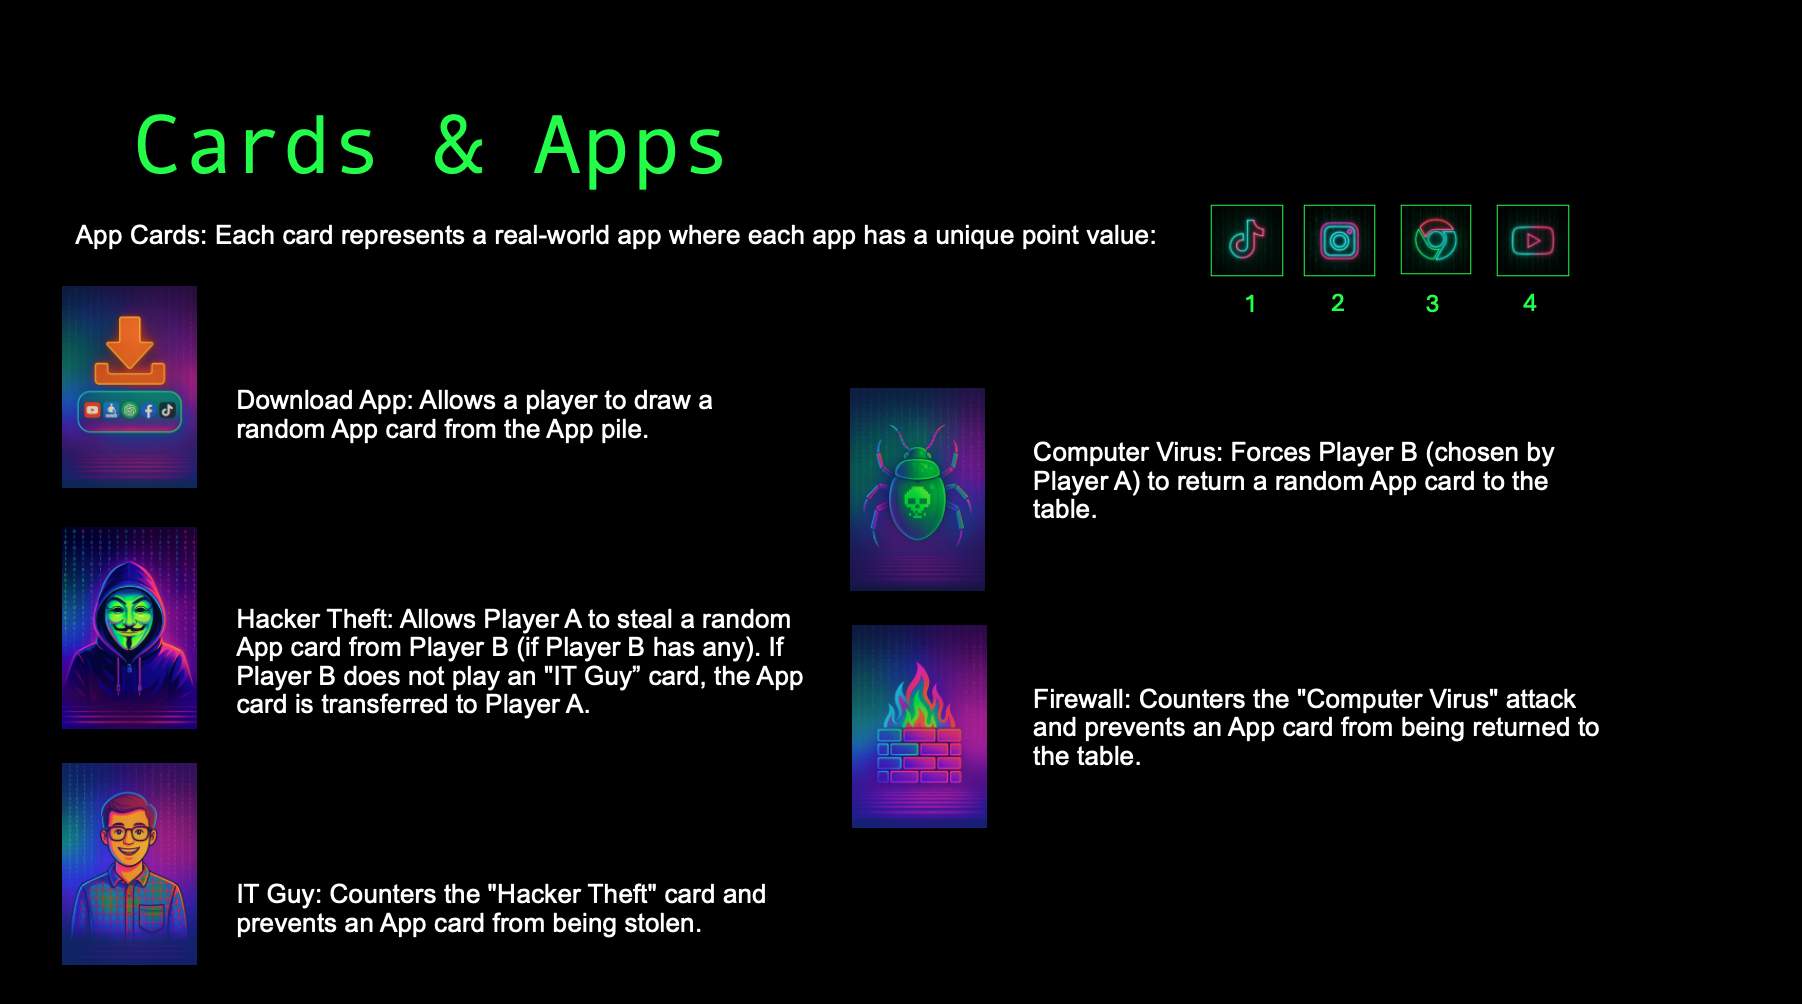 Cards & Apps
App Cards: Each card represents a real-world app where each app has a unique point value:
1 2 3 4
Download App: Allows a player to draw a
random App card from the App pile.
Hacker Theft: Allows Player A to steal a random
App card from Player B (if Player B has any). If
Player B does not play an "IT Guy” card, the App
card is transferred to Player A.
IT Guy: Counters the "Hacker Theft" card and
prevents an App card from being stolen.
Computer Virus: Forces Player B (chosen by
Player A) to return a random App card to the
table.
Firewall: Counters the "Computer Virus" attack
and prevents an App card from being returned to
the table.